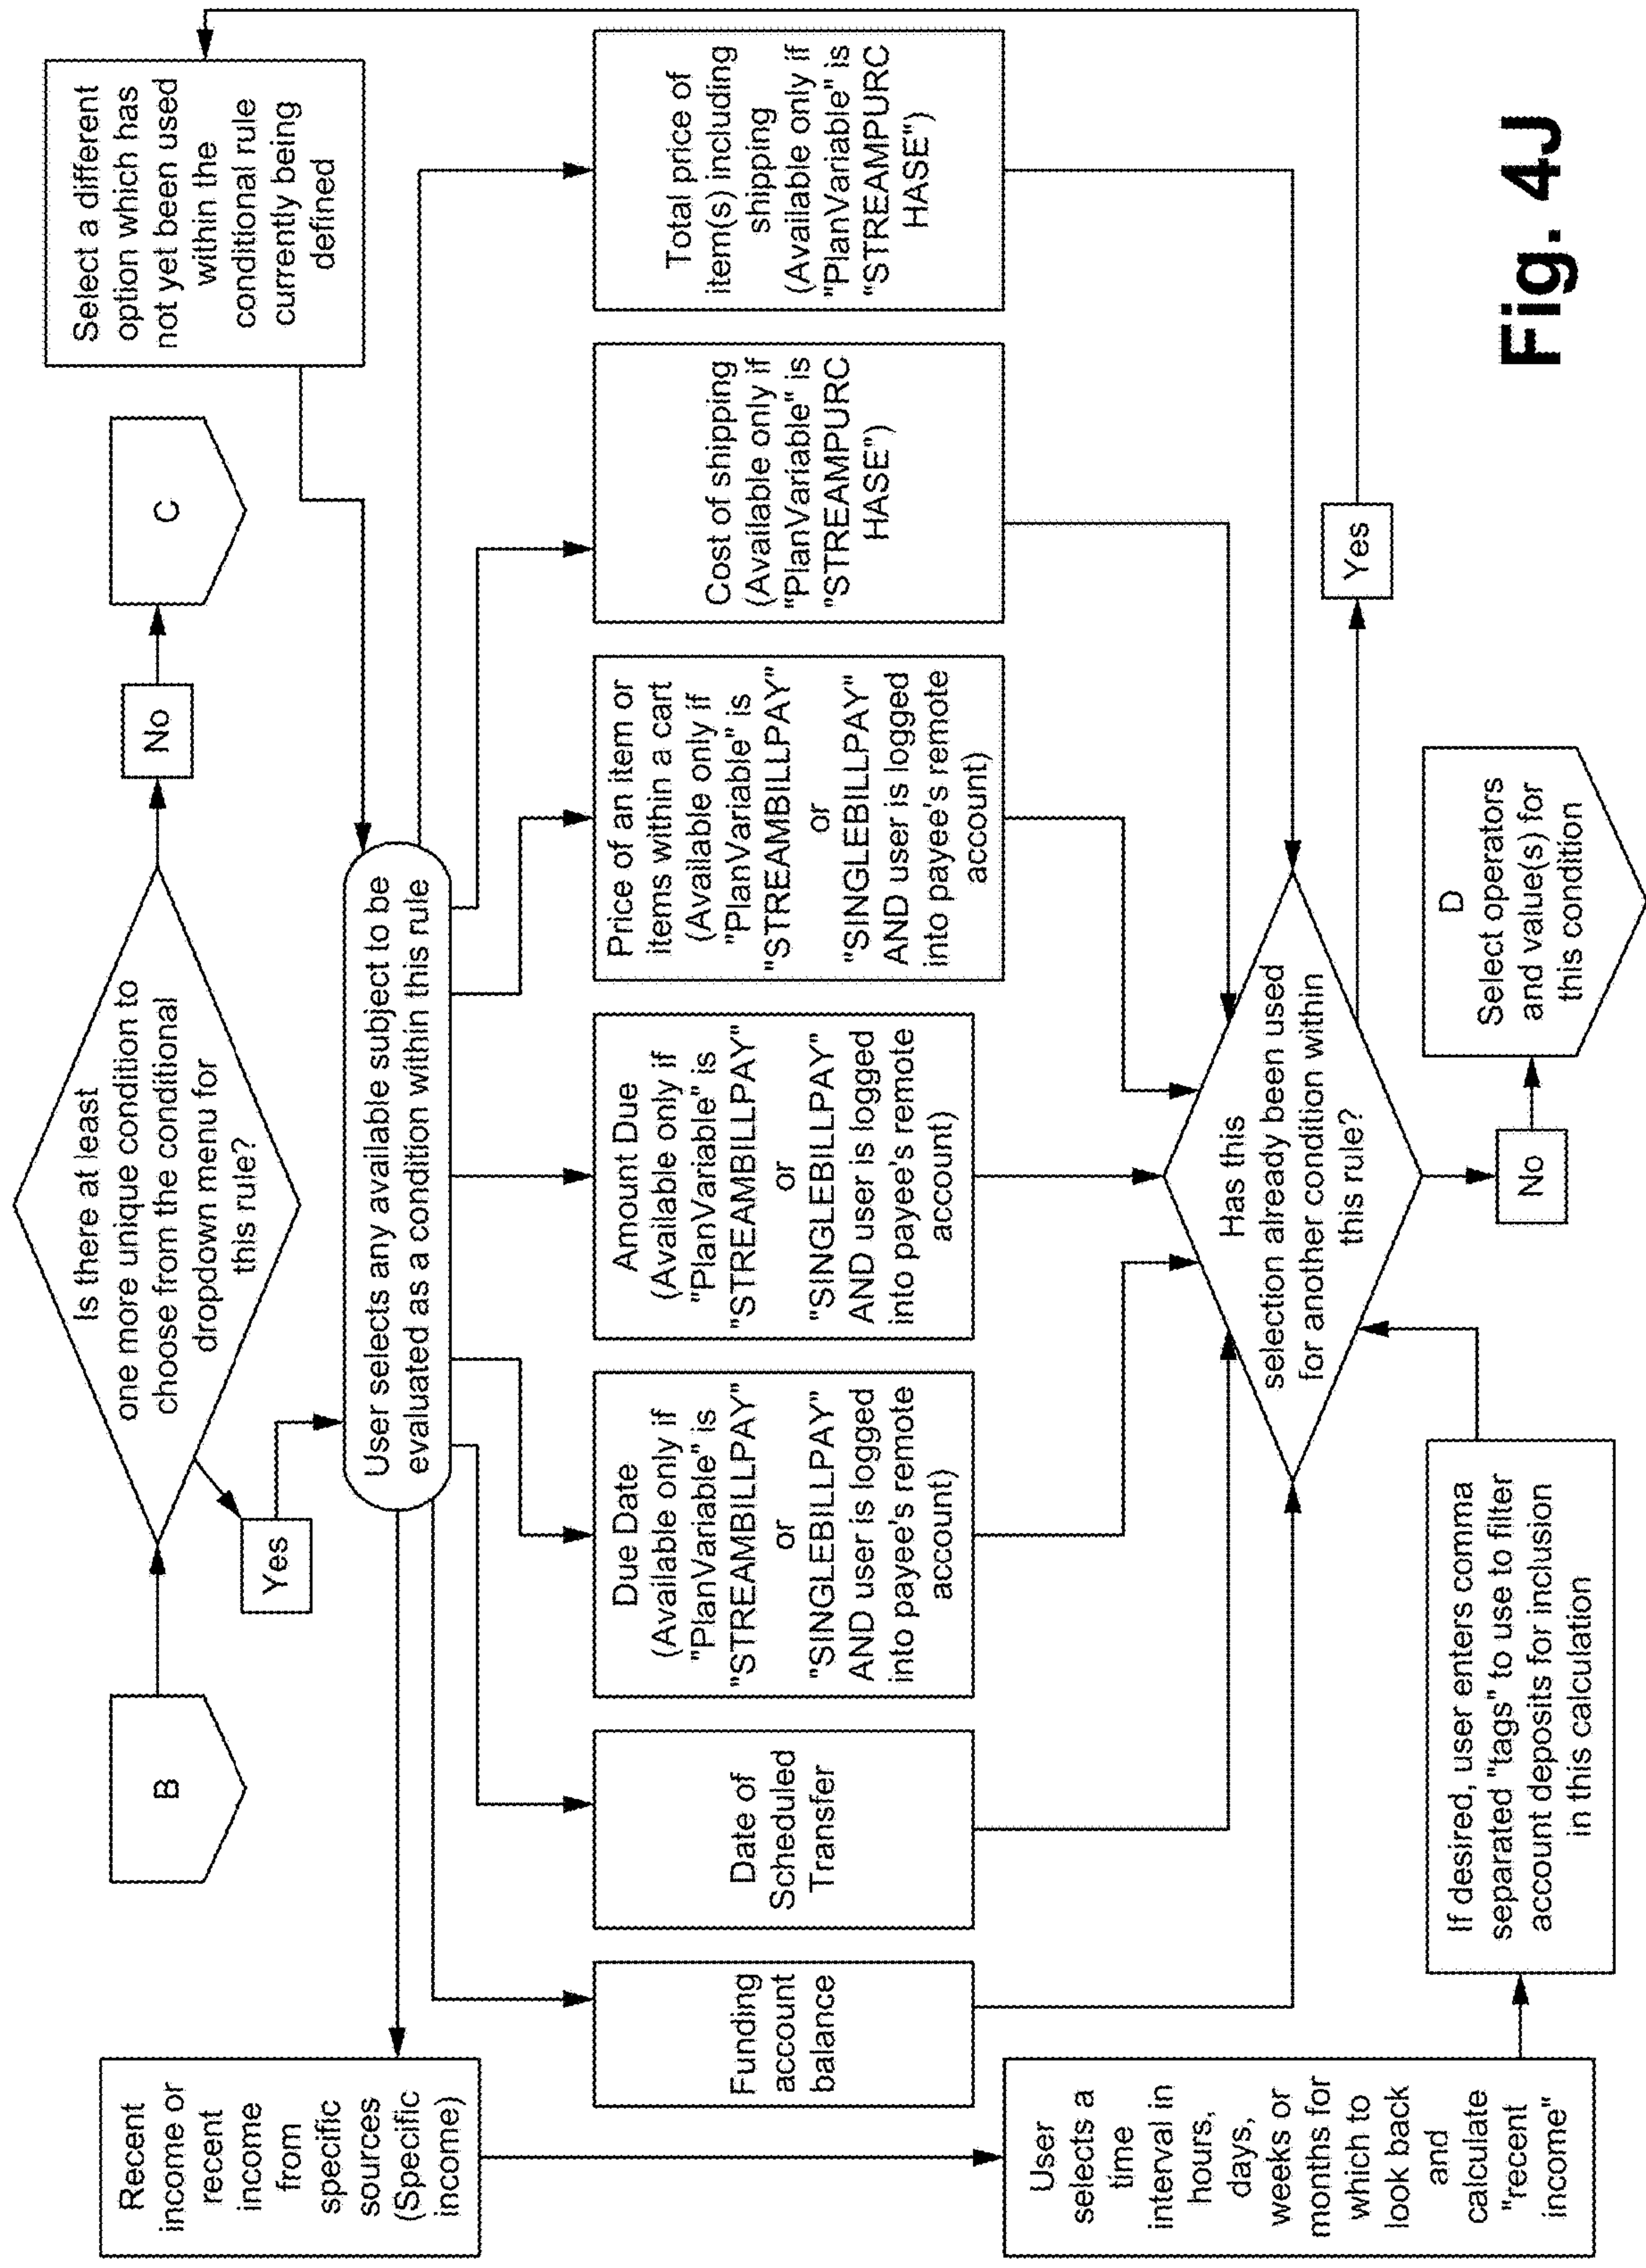 B
Is there at least
one more unique condition to
choose from the conditional
dropdown menu for
this rule?
No
C
Yes
Select a different
option which has
not yet been used
within the
conditional rule
currently being
defined
User selects any available subject to be
evaluated as a condition within this rule
Recent
income or
recent
income
from
specific
sources
(Specific
income)
Funding
account
balance
Date of
Scheduled
Transfer
Due Date
(Available only if
"PlanVariable" is
"STREAMBILLPAY"
or
"SINGLEBILLPAY"
AND user is logged
into payee's remote
account)
Amount Due
(Available only if
"PlanVariable" is
"STREAMBILLPAY"
or
"SINGLEBILLPAY"
AND user is logged
into payee's remote
account)
Price of an item or
items within a cart
(Available only if
"PlanVariable" is
"STREAMBILLPAY"
or
"SINGLEBILLPAY"
AND user is logged
into payee's remote
account)
Cost of shipping
(Available only if
"PlanVariable" is
"STREAMPURC
HASE")
Total price of
item(s) including
shipping
(Available only if
"PlanVariable" is
"STREAMPURC
HASE")
User
selects a
time
interval in
hours,
days,
weeks or
months for
which to
look back
and
calculate
"recent
income"
If desired, user enters comma
separated "tags" to use to filter
account deposits for inclusion
in this calculation
Has this
selection already been used
for another condition within
this rule?
Yes
No
D
Select operators
and value(s) for
this condition
Fig. 4J